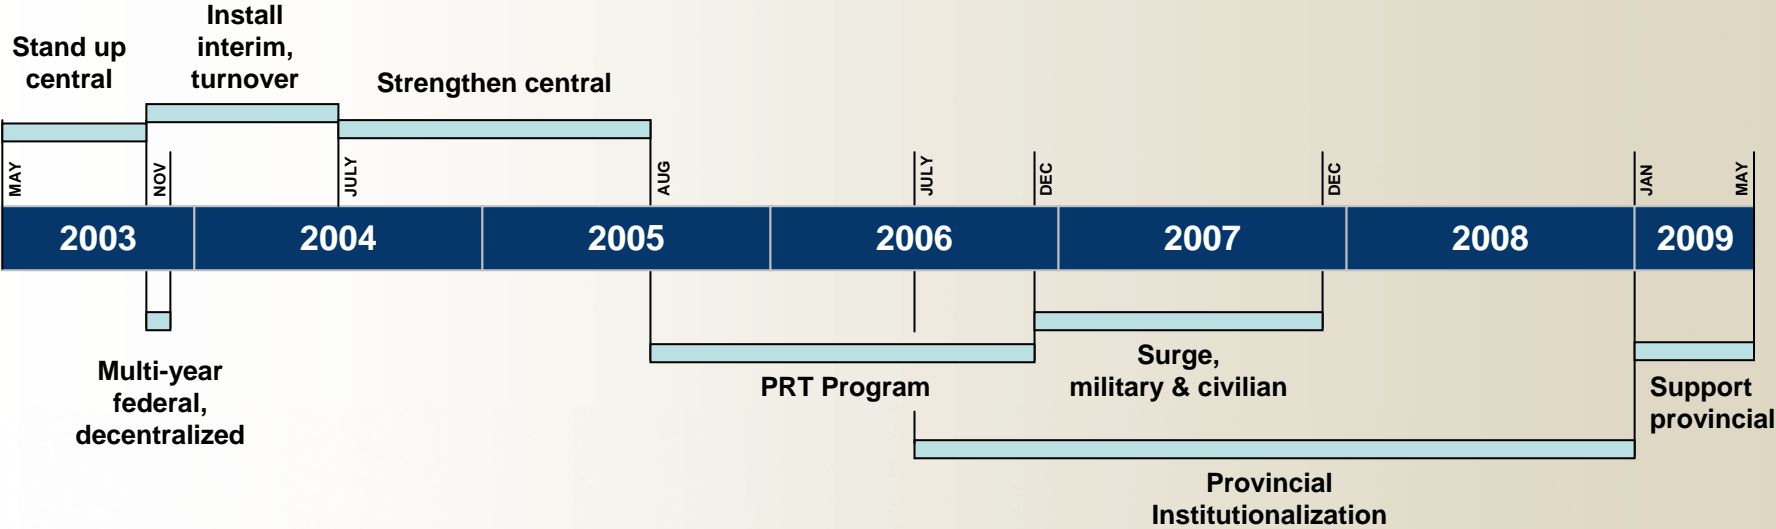 Install
interim,
turnover
Stand up
central
Strengthen central
MAY
NOV
JULY
AUG
JULY
DEC
DEC
JAN
MAY
2003
2004
2005
2006
2007
2008
2009
Multi-year
federal,
decentralized
PRT Program
Surge,
military & civilian
Support
provincial
Provincial
Institutionalization